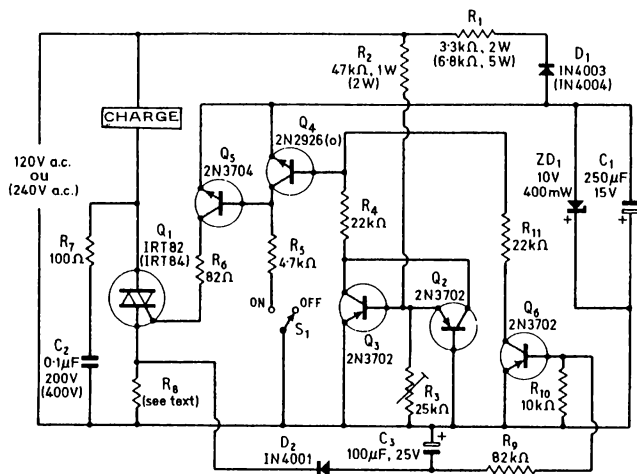 R1
3·3kΩ, 2W
(6·8kΩ, 5W)
R2
47kΩ, 1W
(2W)
D1
IN4003
(IN4004)
CHARGE
120V a.c.
ou
(240V a.c.)
Q5
2N3704
Q4
2N2926(o)
ZD1
10V
400mW
+
C1
250µF
15V
+
R7
100Ω
Q1
IRT82
(IRT84)
R6
82Ω
R5
4·7kΩ
R4
22kΩ
R11
22kΩ
ON
OFF
S1
Q2
2N3702
Q3
2N3702
Q6
2N3702
C2
0·1µF
200V
(400V)
R8
(see text)
R3
25kΩ
R10
10kΩ
D2
IN4001
C3
100µF, 25V
+
R9
82kΩ